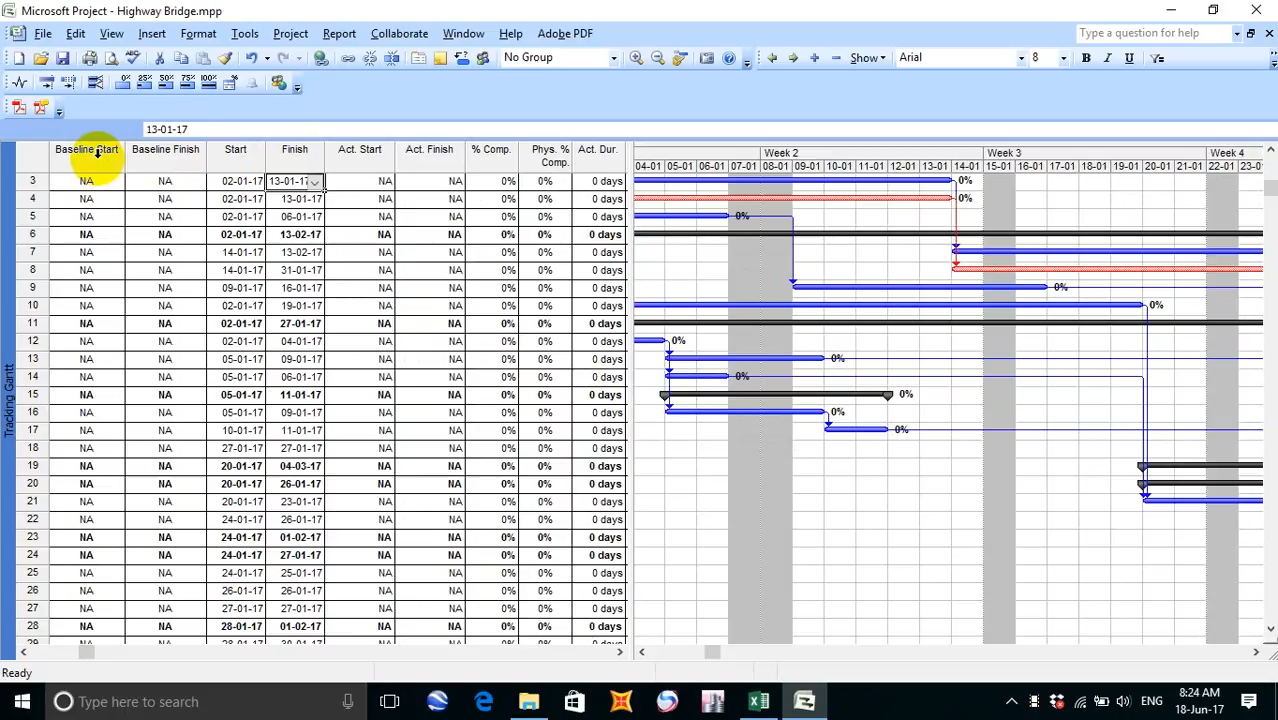 Microsoft Project - Highway Bridge.mpp
File Edit View Insert Format Tools Project Report Collaborate Window Help Adobe PDF Type a question for help
No Group Show Arial 8 B I U
0% 25% 50% 75% 100%
13-01-17
Baseline Start Baseline Finish Start Finish Act. Start Act. Finish % Comp. Phys. % Comp. Act. Dur.
Week 2 Week 3 Week 4
04-01 05-01 06-01 07-01 08-01 09-01 10-01 11-01 12-01 13-01 14-01 15-01 16-01 17-01 18-01 19-01 20-01 21-01 22-01 23-0
3 NA NA 02-01-17 13-01-17 NA NA 0% 0% 0 days 0%
4 NA NA 02-01-17 13-01-17 NA NA 0% 0% 0 days 0%
5 NA NA 02-01-17 06-01-17 NA NA 0% 0% 0 days 0%
6 NA NA 02-01-17 13-02-17 NA NA 0% 0% 0 days
7 NA NA 14-01-17 13-02-17 NA NA 0% 0% 0 days
8 NA NA 14-01-17 31-01-17 NA NA 0% 0% 0 days
9 NA NA 09-01-17 16-01-17 NA NA 0% 0% 0 days 0%
10 NA NA 02-01-17 19-01-17 NA NA 0% 0% 0 days 0%
11 NA NA 02-01-17 27-01-17 NA NA 0% 0% 0 days
12 NA NA 02-01-17 04-01-17 NA NA 0% 0% 0 days 0%
13 NA NA 05-01-17 09-01-17 NA NA 0% 0% 0 days 0%
14 NA NA 05-01-17 06-01-17 NA NA 0% 0% 0 days 0%
15 NA NA 05-01-17 11-01-17 NA NA 0% 0% 0 days 0%
16 NA NA 05-01-17 09-01-17 NA NA 0% 0% 0 days 0%
17 NA NA 10-01-17 11-01-17 NA NA 0% 0% 0 days 0%
18 NA NA 27-01-17 27-01-17 NA NA 0% 0% 0 days
19 NA NA 20-01-17 04-03-17 NA NA 0% 0% 0 days
20 NA NA 20-01-17 26-01-17 NA NA 0% 0% 0 days
21 NA NA 20-01-17 23-01-17 NA NA 0% 0% 0 days
22 NA NA 24-01-17 26-01-17 NA NA 0% 0% 0 days
23 NA NA 24-01-17 01-02-17 NA NA 0% 0% 0 days
24 NA NA 24-01-17 27-01-17 NA NA 0% 0% 0 days
25 NA NA 24-01-17 25-01-17 NA NA 0% 0% 0 days
26 NA NA 26-01-17 26-01-17 NA NA 0% 0% 0 days
27 NA NA 27-01-17 27-01-17 NA NA 0% 0% 0 days
28 NA NA 28-01-17 01-02-17 NA NA 0% 0% 0 days
29 NA NA 28-01-17 30-01-17 NA NA 0% 0% 0 days
Tracking Gantt
Ready
Type here to search ENG 8:24 AM
18-Jun-17